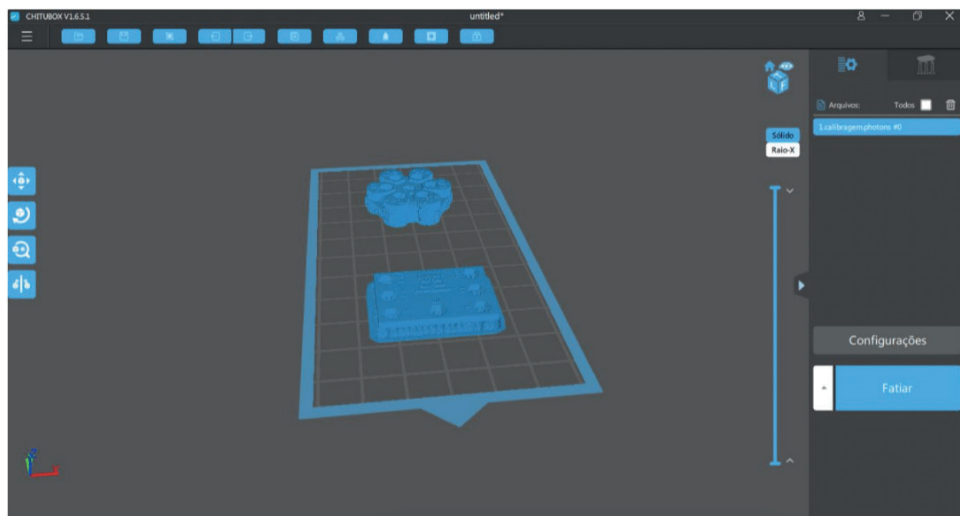 CHITUBOX V1.6.5.1
untitled*
Arquivos:
Todos
1.calibragem.photons #0
Sólido
Raio-X
Configurações
Fatiar